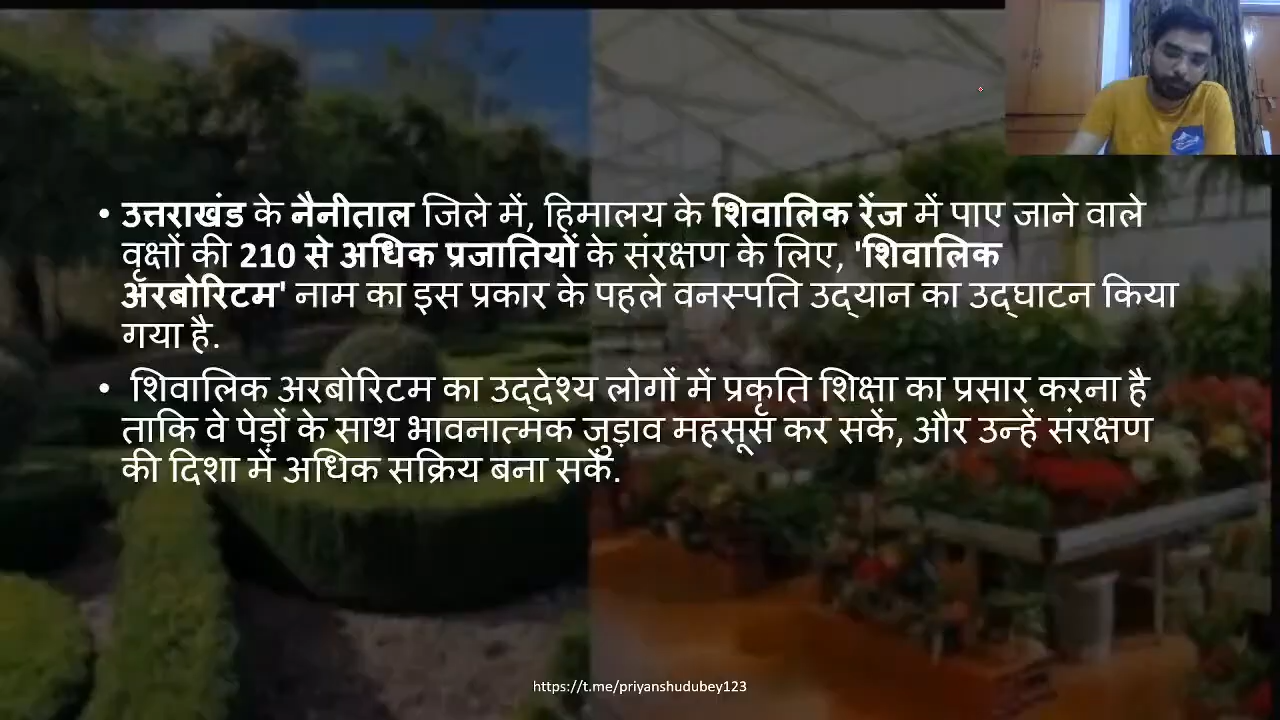 • उत्तराखंड के नैनीताल जिले में, हिमालय के शिवालिक रेंज में पाए जाने वाले
वृक्षों की 210 से अधिक प्रजातियों के संरक्षण के लिए, 'शिवालिक
अरबोरिटम' नाम का इस प्रकार के पहले वनस्पति उद्यान का उद्घाटन किया
गया है.
• शिवालिक अरबोरिटम का उद्देश्य लोगों में प्रकृति शिक्षा का प्रसार करना है
ताकि वे पेड़ों के साथ भावनात्मक जुड़ाव महसूस कर सकें, और उन्हें संरक्षण
की दिशा में अधिक सक्रिय बना सकें.
https://t.me/priyanshudubey123